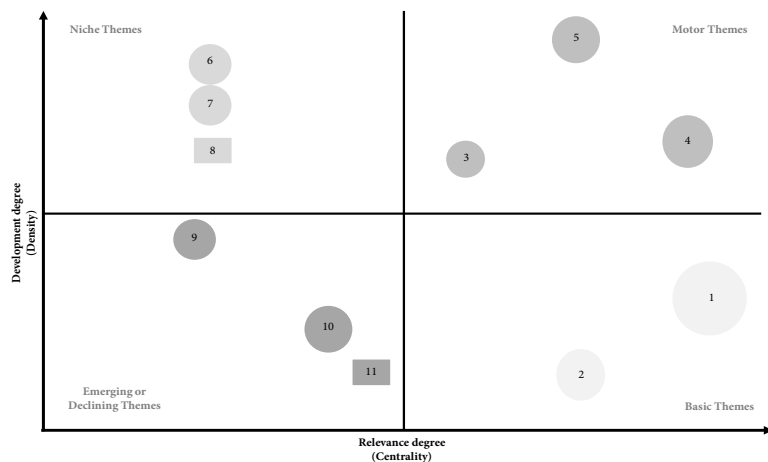 Niche Themes
Motor Themes
5
6
7
8
3
4
Development degree
(Density)
9
10
11
1
2
Emerging or
Declining Themes
Basic Themes
Relevance degree
(Centrality)